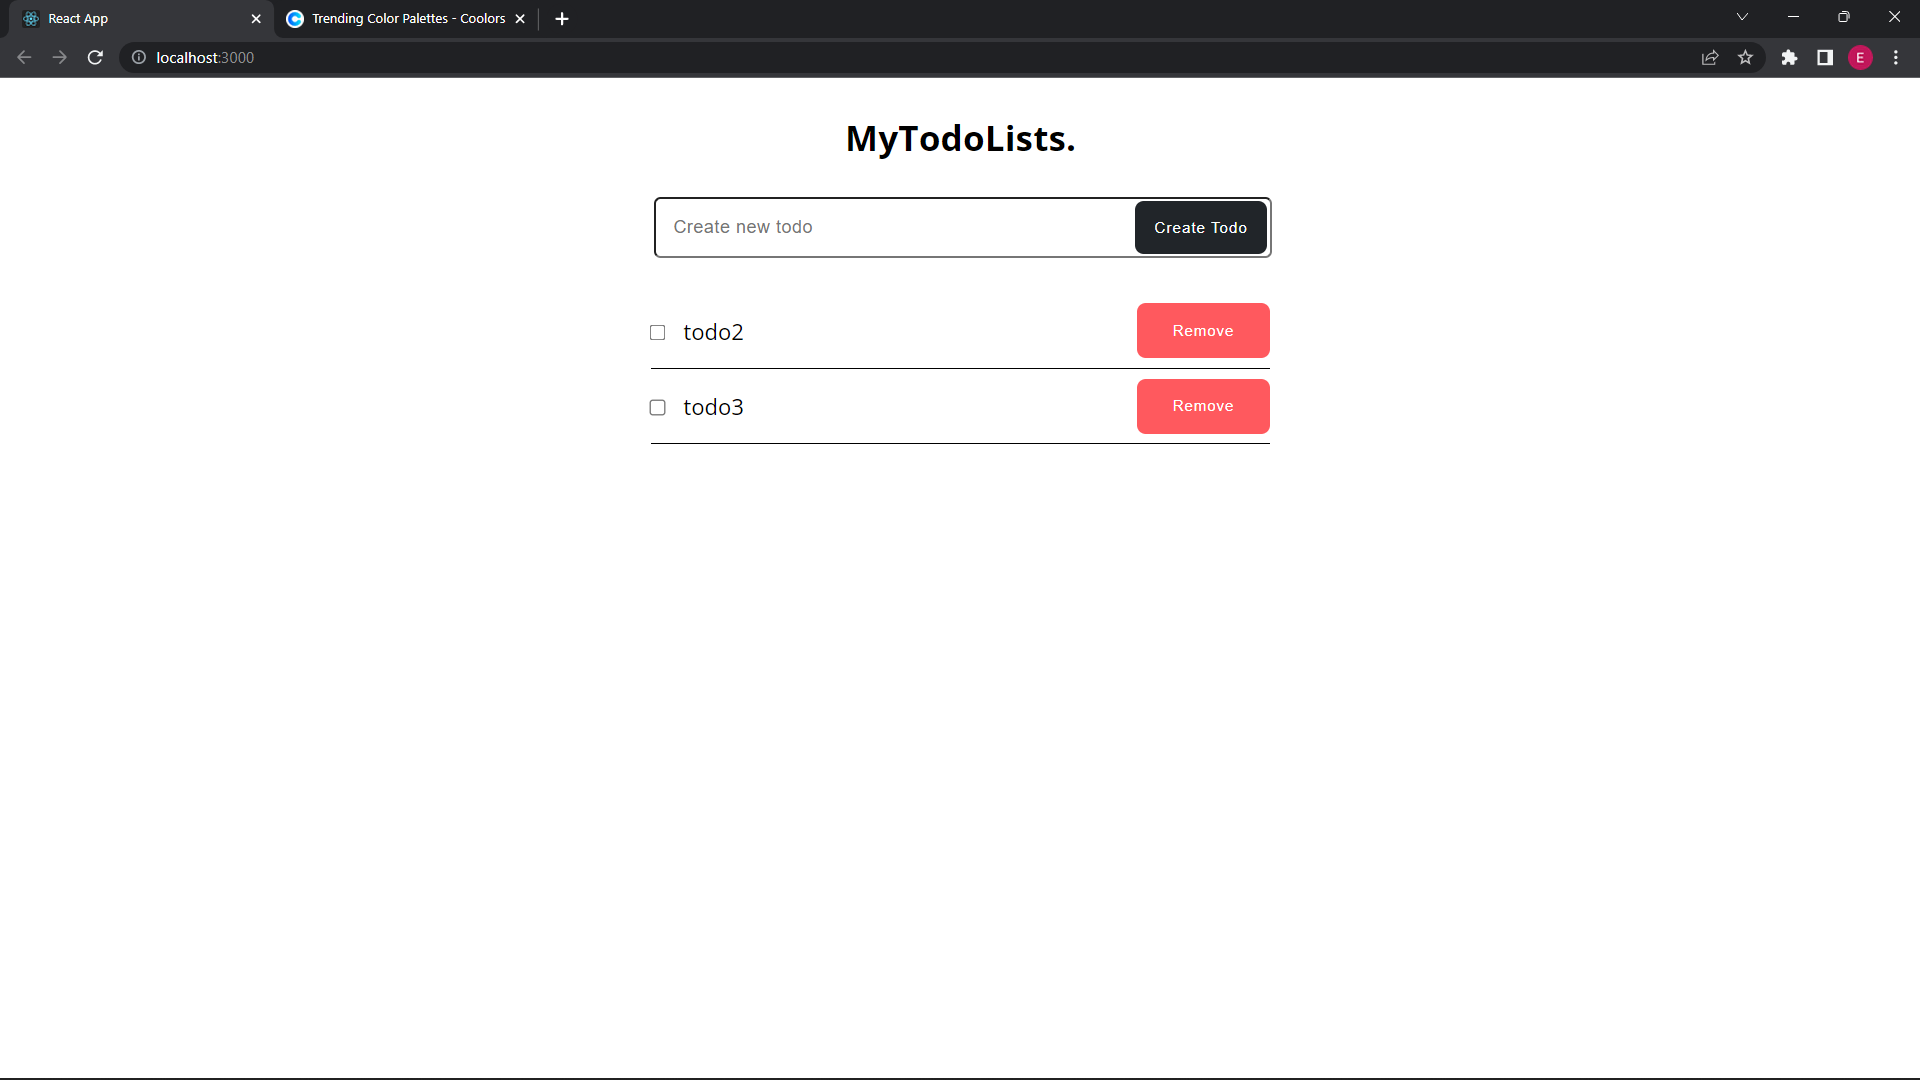 React App
Trending Color Palettes - Coolors
localhost:3000
E
MyTodoLists.
Create new todo
Create Todo
todo2
Remove
todo3
Remove